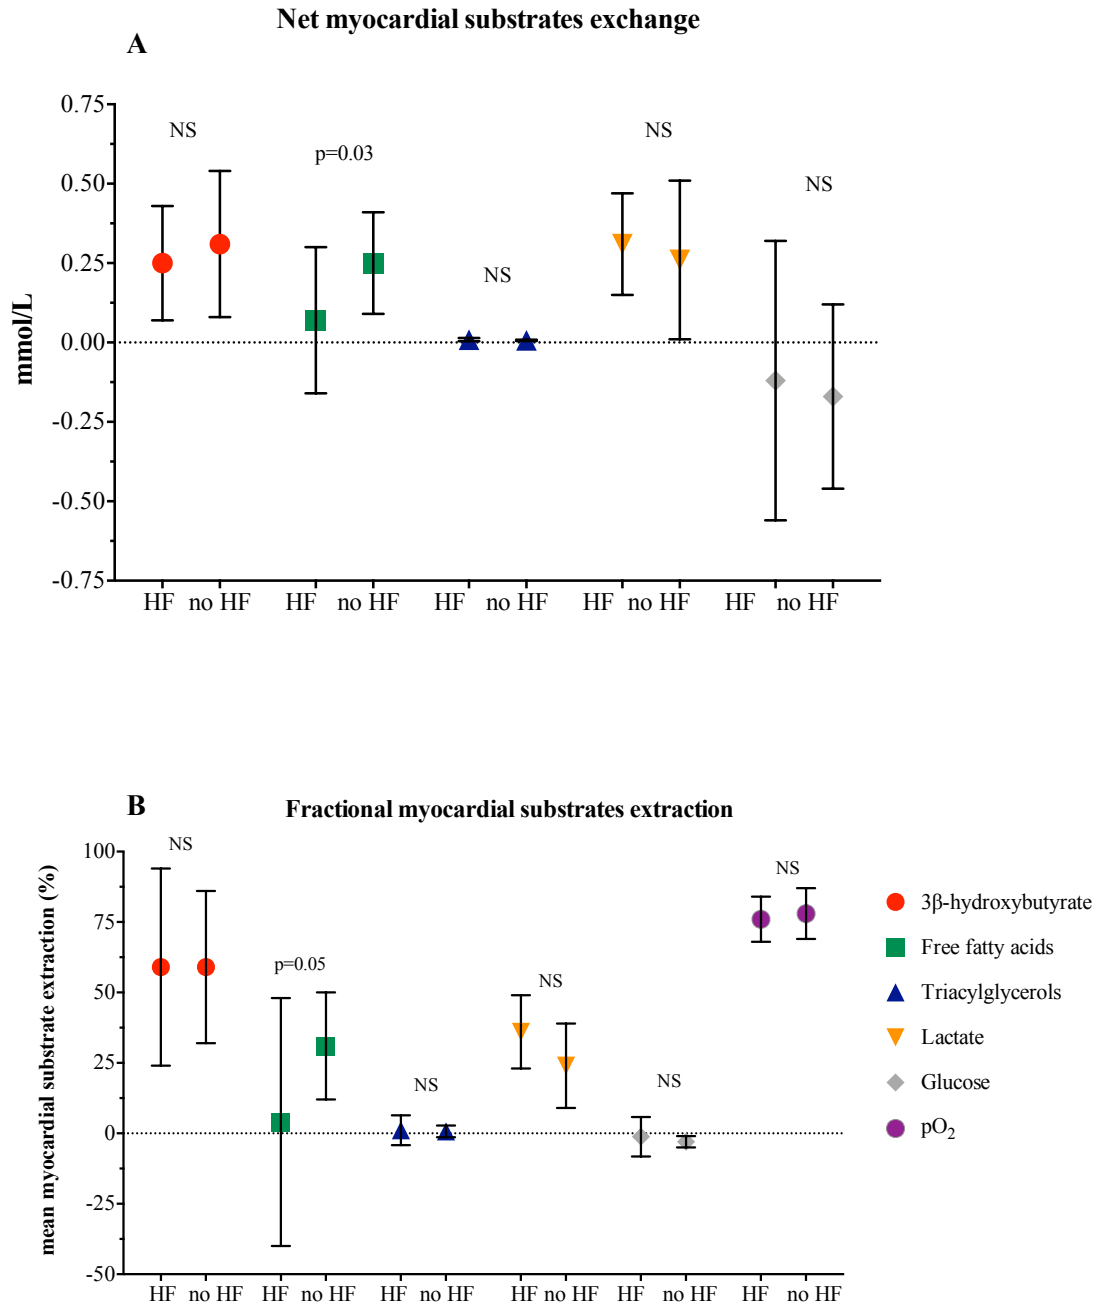 Net myocardial substrates exchange
A
mmol/L
0.75
0.50
0.25
0.00
-0.25
-0.50
-0.75
NS
p=0.03
NS
NS
NS
HF no HF HF no HF HF no HF HF no HF HF no HF
B
Fractional myocardial substrates extraction
mean myocardial substrate extraction (%)
100
75
50
25
0
-25
-50
NS
p=0.05
NS
NS
NS
NS
HF no HF HF no HF HF no HF HF no HF HF no HF HF no HF
3β-hydroxybutyrate
Free fatty acids
Triacylglycerols
Lactate
Glucose
pO₂